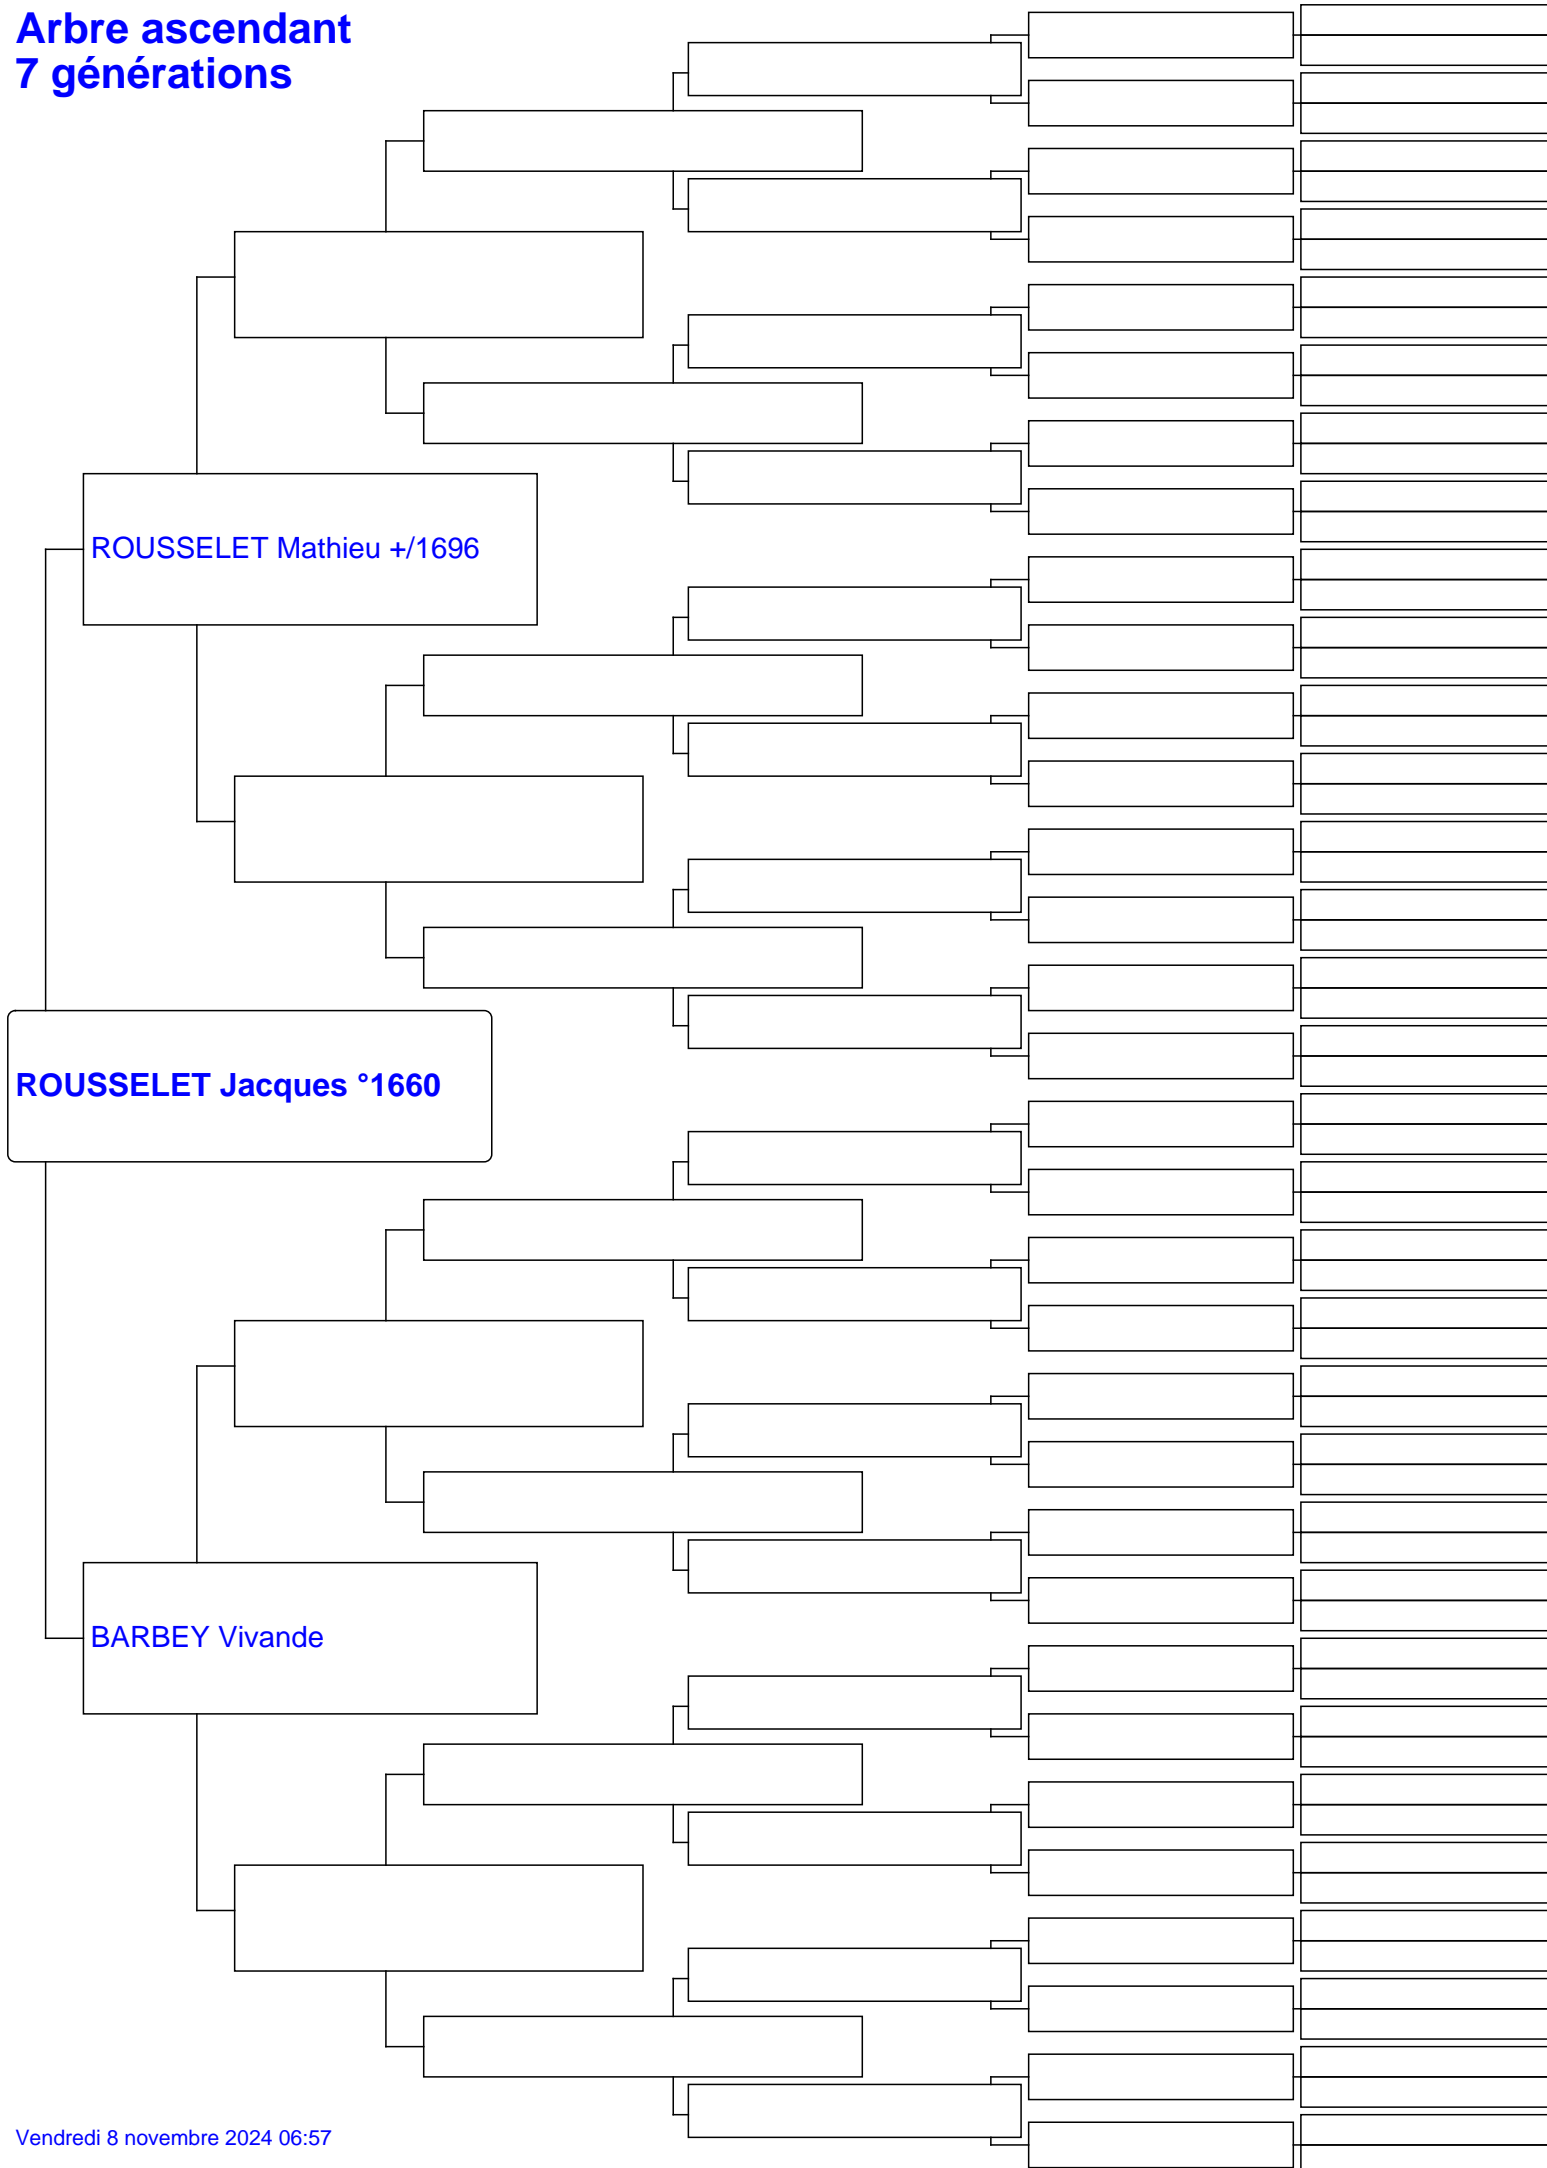 Arbre ascendant
7 générations
ROUSSELET Mathieu +/1696
ROUSSELET Jacques °1660
BARBEY Vivande
Vendredi 8 novembre 2024 06:57